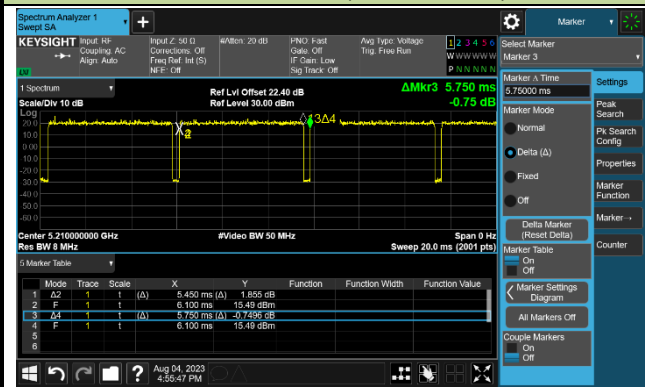 Spectrum Analyzer 1
Swept SA
KEYSIGHT
Input: RF
Coupling: AC
Align: Auto
Input Z: 50 Ω
Corrections: Off
Freq Ref: Int (S)
NFE: Off
#Atten: 20 dB
PNO: Fast
Gate: Off
IF Gain: Low
Sig Track: Off
Avg Type: Voltage
Trig: Free Run
1 2 3 4 5 6
W W W W W W
P N N N N N
1 Spectrum
Scale/Div 10 dB
Ref Lvl Offset 22.40 dB
Ref Level 30.00 dBm
ΔMkr3 5.750 ms
-0.75 dB
Log
20.0
10.0
0.00
-10.0
-20.0
-30.0
-40.0
-50.0
-60.0
13Δ4
Center 5.210000000 GHz
Res BW 8 MHz
#Video BW 50 MHz
Span 0 Hz
Sweep 20.0 ms (2001 pts)
5 Marker Table
Mode Trace Scale X Y Function Function Width Function Value
1 Δ2 1 t (Δ) 5.450 ms (Δ) 1.855 dB
2 F 1 t 6.100 ms 15.49 dBm
3 Δ4 1 t (Δ) 5.750 ms (Δ) -0.7496 dB
4 F 1 t 6.100 ms 15.49 dBm
5
6
Aug 04, 2023
4:55:47 PM
Marker
Select Marker
Marker 3
Marker Δ Time
5.75000 ms
Marker Mode
Normal
Delta (Δ)
Fixed
Off
Delta Marker
(Reset Delta)
Marker Table
On
Off
Marker Settings
Diagram
All Markers Off
Couple Markers
On
Off
Settings
Peak
Search
Pk Search
Config
Properties
Marker
Function
Marker→
Counter